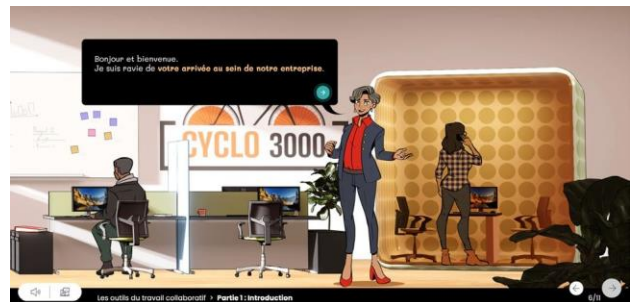 Bonjour et bienvenue.
Je suis ravie de votre arrivée au sein de notre entreprise.
CYCLO 3000
Les outils du travail collaboratif > Partie 1 : Introduction
6/11